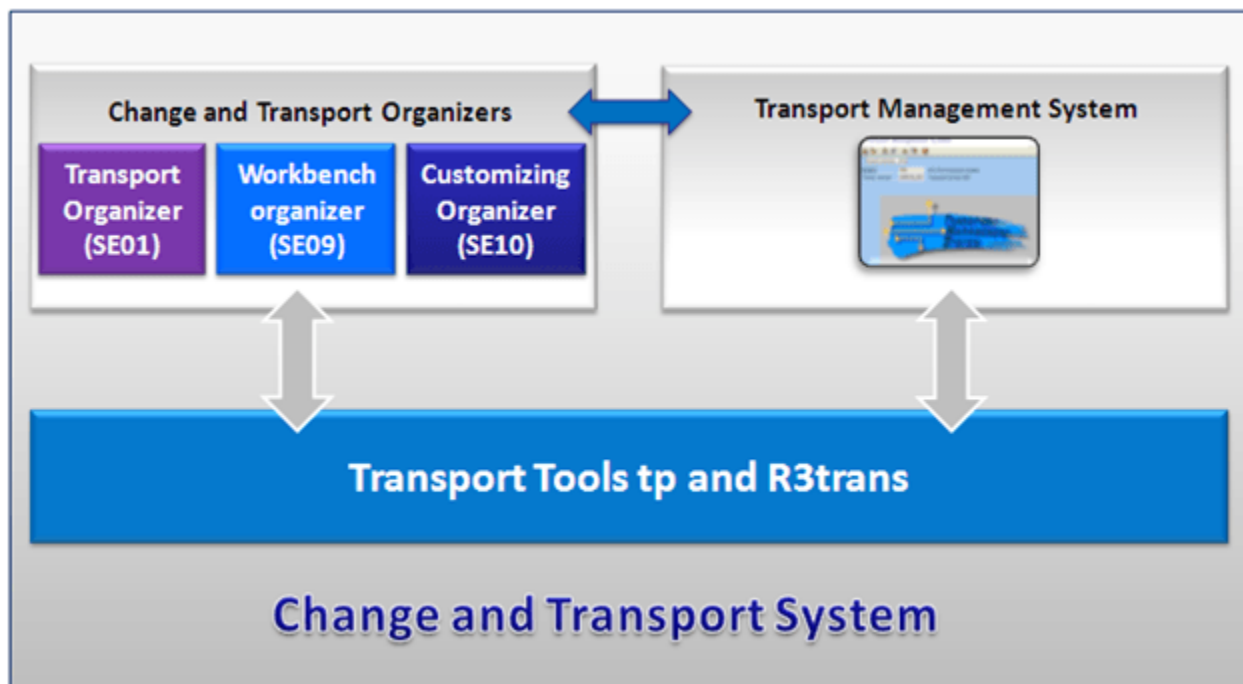 Change and Transport Organizers
Transport
Organizer
(SE01)
Workbench
organizer
(SE09)
Customizing
Organizer
(SE10)
Transport Management System
Transport Tools tp and R3trans
Change and Transport System